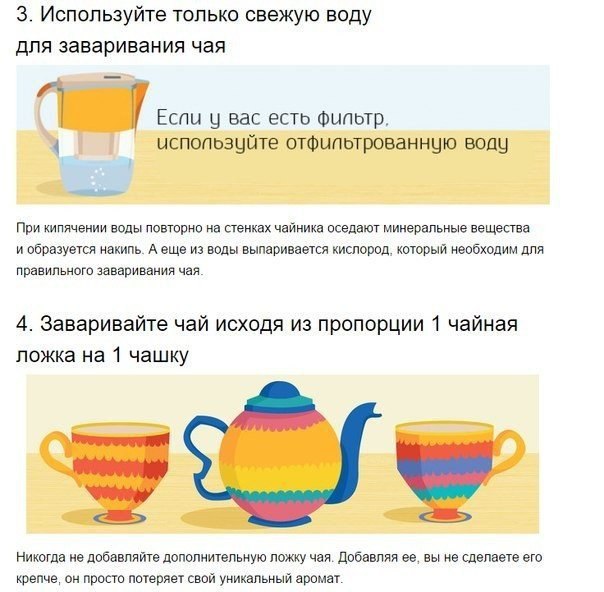 3. Используйте только свежую воду
для заваривания чая
Если у вас есть фильтр,
используйте отфильтрованную воду
При кипячении воды повторно на стенках чайника оседают минеральные вещества
и образуется накипь. А еще из воды выпаривается кислород, который необходим для
правильного заваривания чая.
4. Заваривайте чай исходя из пропорции 1 чайная
ложка на 1 чашку
Никогда не добавляйте дополнительную ложку чая. Добавляя ее, вы не сделаете его
крепче, он просто потеряет свой уникальный аромат.